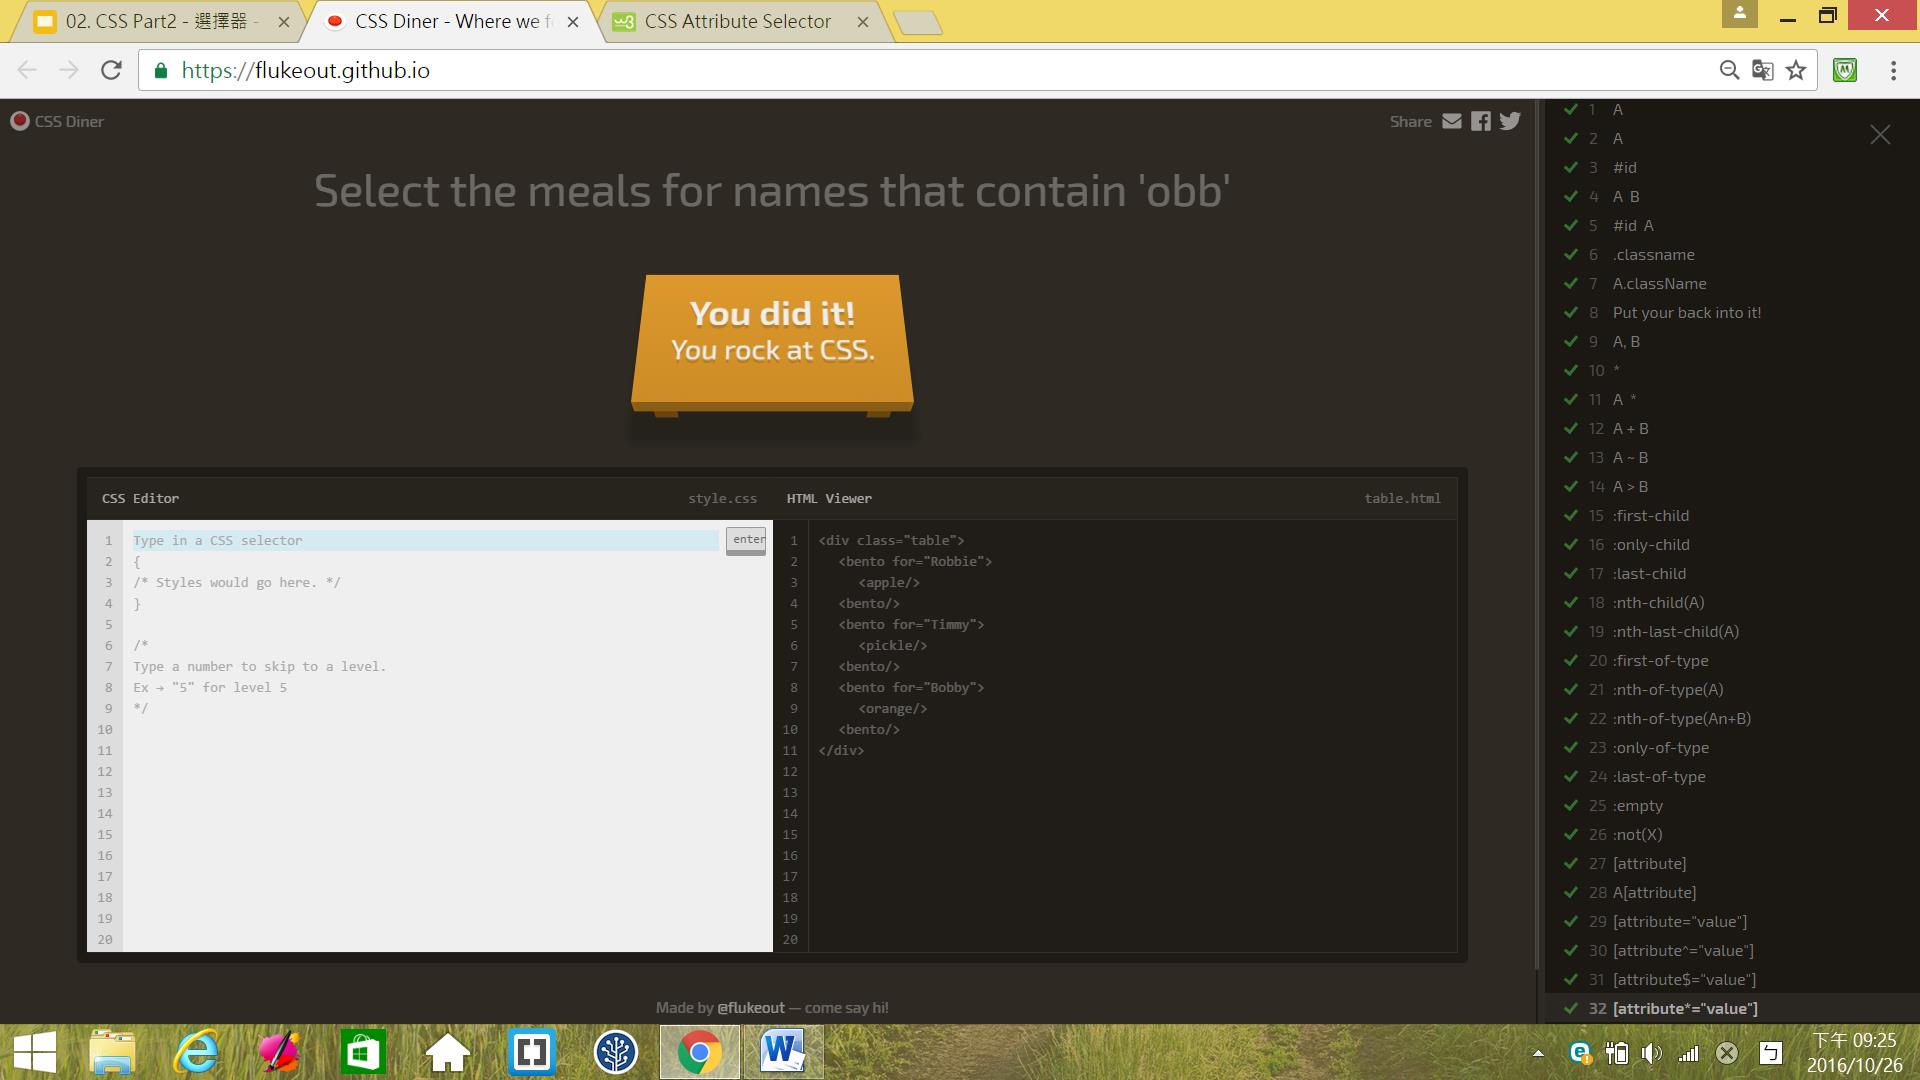 02. CSS Part2 - 選擇器 -
CSS Diner - Where we f
CSS Attribute Selector
https://flukeout.github.io
CSS Diner
Share
Select the meals for names that contain 'obb'
You did it!
You rock at CSS.
CSS Editor
style.css
1 Type in a CSS selector
enter
2 {
3 /* Styles would go here. */
4 }
5
6 /*
7 Type a number to skip to a level.
8 Ex → "5" for level 5
9 */
10
11
12
13
14
15
16
17
18
19
20
HTML Viewer
table.html
1 <div class="table">
2 <bento for="Robbie">
3 <apple/>
4 <bento/>
5 <bento for="Timmy">
6 <pickle/>
7 <bento/>
8 <bento for="Bobby">
9 <orange/>
10 <bento/>
11 </div>
12
13
14
15
16
17
18
19
20
Made by @flukeout — come say hi!
1 A
2 A
3 #id
4 A B
5 #id A
6 .classname
7 A.className
8 Put your back into it!
9 A, B
10 *
11 A *
12 A + B
13 A ~ B
14 A > B
15 :first-child
16 :only-child
17 :last-child
18 :nth-child(A)
19 :nth-last-child(A)
20 :first-of-type
21 :nth-of-type(A)
22 :nth-of-type(An+B)
23 :only-of-type
24 :last-of-type
25 :empty
26 :not(X)
27 [attribute]
28 A[attribute]
29 [attribute="value"]
30 [attribute^="value"]
31 [attribute$="value"]
32 [attribute*="value"]
ㄅ
下午 09:25
2016/10/26